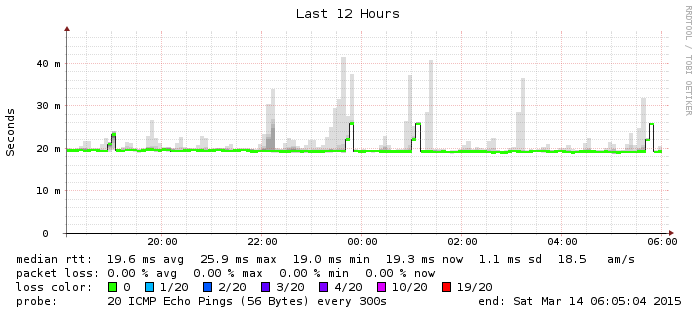 Last 12 Hours
RRDTOOL / TOBI OETIKER
Seconds
40 m
30 m
20 m
10 m
0
20:00 22:00 00:00 02:00 04:00 06:00
median rtt: 19.6 ms avg 25.9 ms max 19.0 ms min 19.3 ms now 1.1 ms sd 18.5 am/s
packet loss: 0.00 % avg 0.00 % max 0.00 % min 0.00 % now
loss color: 0 1/20 2/20 3/20 4/20 10/20 19/20
probe: 20 ICMP Echo Pings (56 Bytes) every 300s end: Sat Mar 14 06:05:04 2015